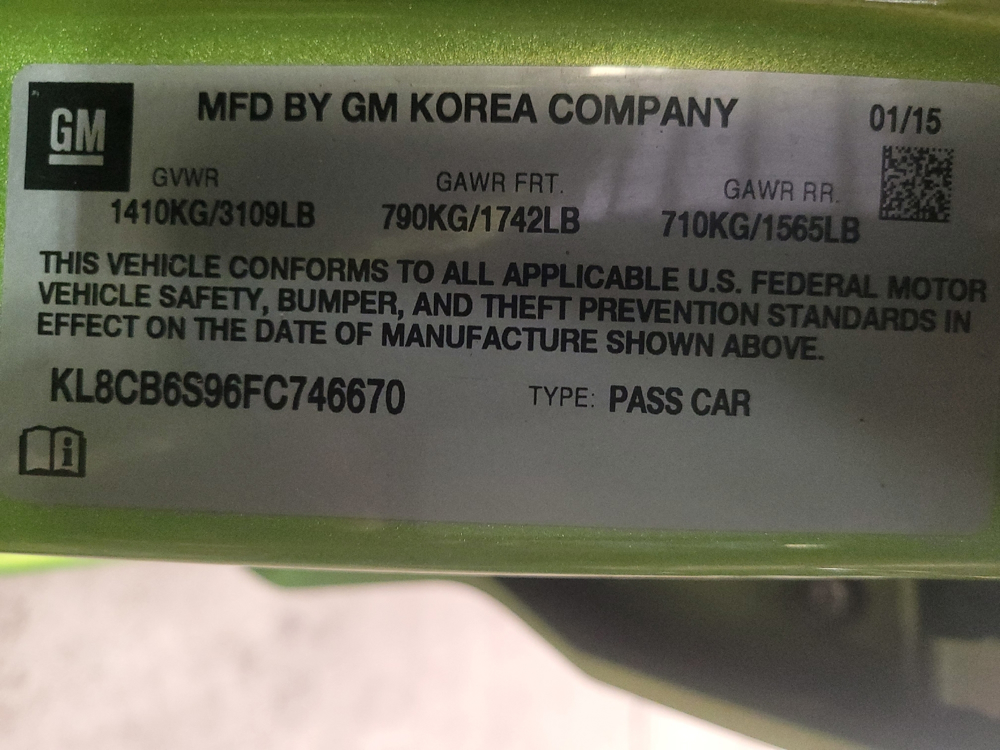 GM
MFD BY GM KOREA COMPANY
01/15
GVWR
1410KG/3109LB
GAWR FRT.
790KG/1742LB
GAWR RR.
710KG/1565LB
THIS VEHICLE CONFORMS TO ALL APPLICABLE U.S. FEDERAL MOTOR
VEHICLE SAFETY, BUMPER, AND THEFT PREVENTION STANDARDS IN
EFFECT ON THE DATE OF MANUFACTURE SHOWN ABOVE.
KL8CB6S96FC746670
TYPE: PASS CAR
i